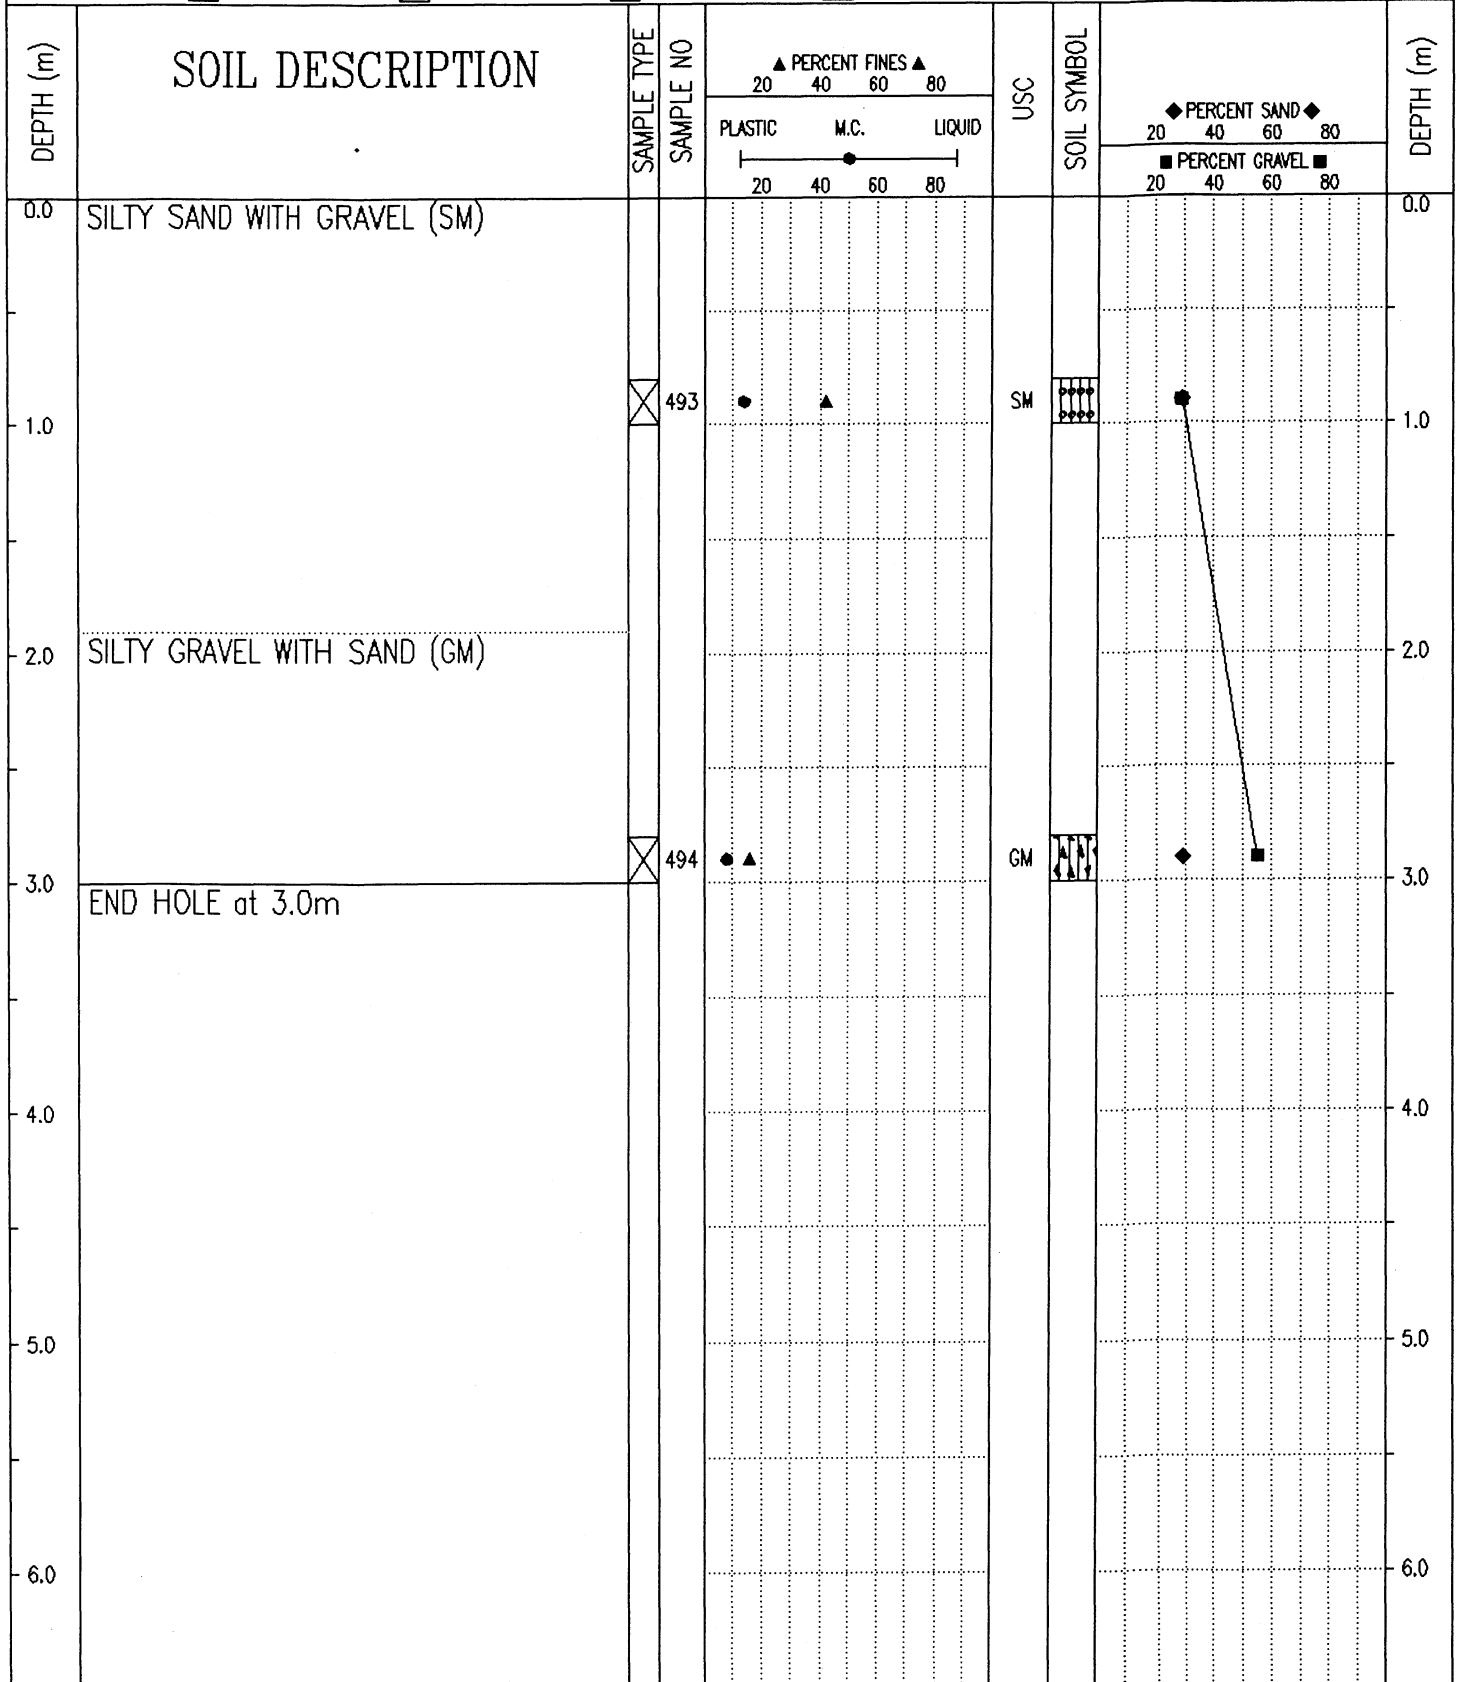 DEPTH (m)
SOIL DESCRIPTION
SAMPLE TYPE
SAMPLE NO
▲ PERCENT FINES ▲
20 40 60 80
PLASTIC M.C. LIQUID
20 40 60 80
USC
SOIL SYMBOL
◆ PERCENT SAND ◆
20 40 60 80
■ PERCENT GRAVEL ■
20 40 60 80
DEPTH (m)
0.0 SILTY SAND WITH GRAVEL (SM) 0.0
493 SM
1.0 1.0
SILTY GRAVEL WITH SAND (GM)
2.0 2.0
494 GM
3.0 3.0
END HOLE at 3.0m
4.0 4.0
5.0 5.0
6.0 6.0